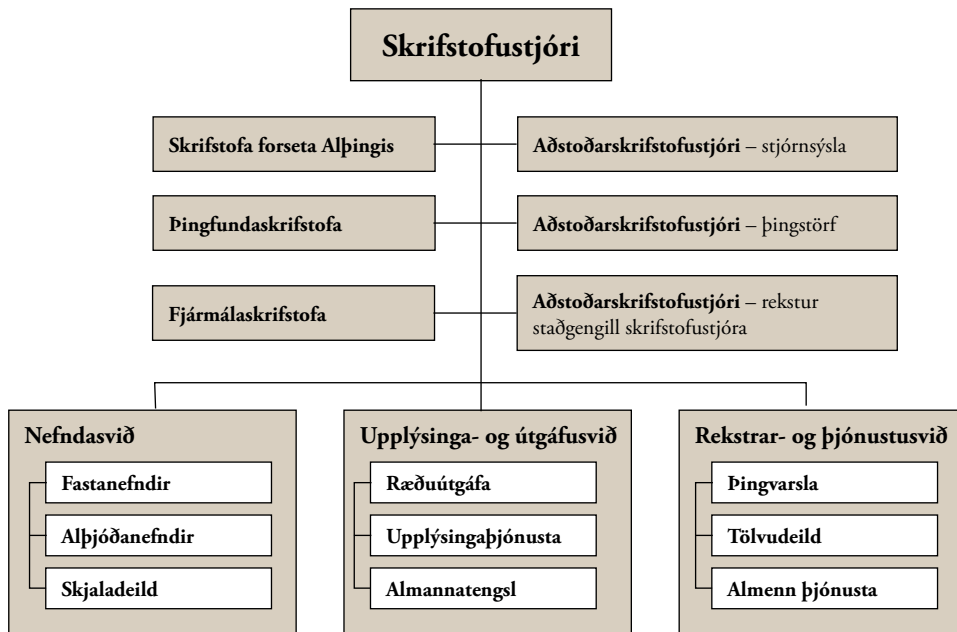 Skrifstofustjóri
Skrifstofa forseta Alþingis
Aðstoðarskrifstofustjóri – stjórnsýsla
Þingfundaskrifstofa
Aðstoðarskrifstofustjóri – þingstörf
Fjármálaskrifstofa
Aðstoðarskrifstofustjóri – rekstur
staðgengill skrifstofustjóra
Nefndasvið
Fastanefndir
Alþjóðanefndir
Skjaladeild
Upplýsinga- og útgáfusvið
Ræðuútgáfa
Upplýsingaþjónusta
Almannatengsl
Rekstrar- og þjónustusvið
Þingvarsla
Tölvudeild
Almenn þjónusta